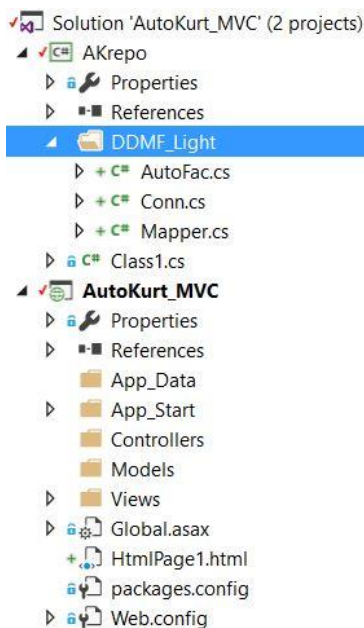 Solution 'AutoKurt_MVC' (2 projects)
C# AKrepo
Properties
References
DDMF_Light
C# AutoFac.cs
C# Conn.cs
C# Mapper.cs
C# Class1.cs
AutoKurt_MVC
Properties
References
App_Data
App_Start
Controllers
Models
Views
Global.asax
HtmlPage1.html
packages.config
Web.config